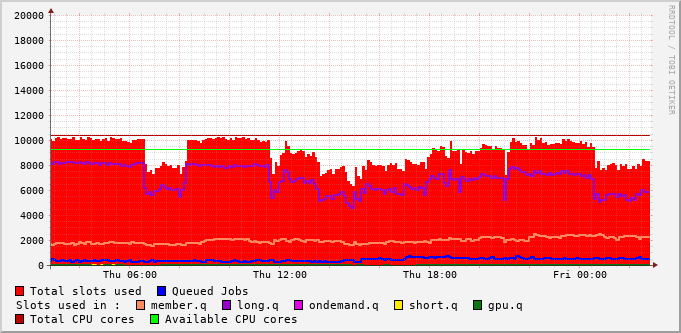 RRDTOOL / TOBI OETIKER
20000
18000
16000
14000
12000
10000
8000
6000
4000
2000
0
Thu 06:00 Thu 12:00 Thu 18:00 Fri 00:00
Total slots used Queued Jobs
Slots used in : member.q long.q ondemand.q short.q gpu.q
Total CPU cores Available CPU cores